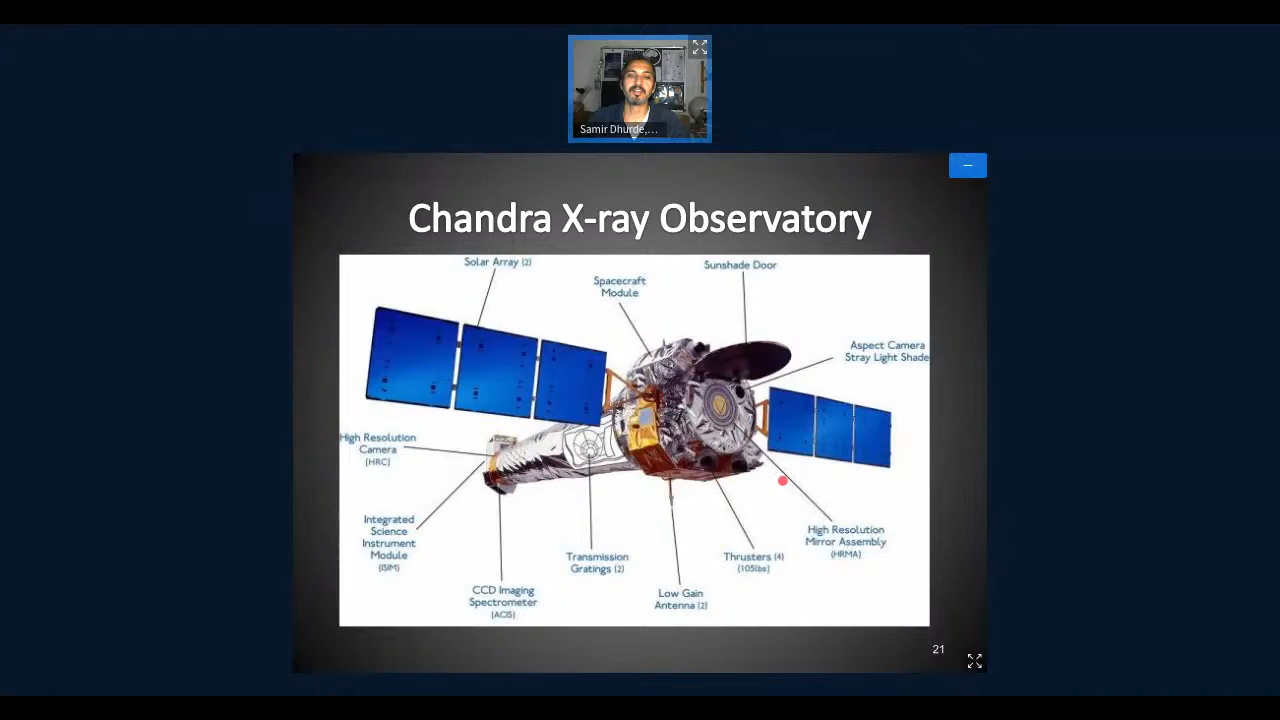 Samir Dhurde,...
Chandra X-ray Observatory
Solar Array (2)
Sunshade Door
Spacecraft
Module
Aspect Camera
Stray Light Shade
High Resolution
Camera
(HRC)
Integrated
Science
Instrument
Module
(ISIM)
High Resolution
Mirror Assembly
(HRMA)
Transmission
Gratings (2)
Thrusters (4)
(105lbs)
CCD Imaging
Spectrometer
(ACIS)
Low Gain
Antenna (2)
21